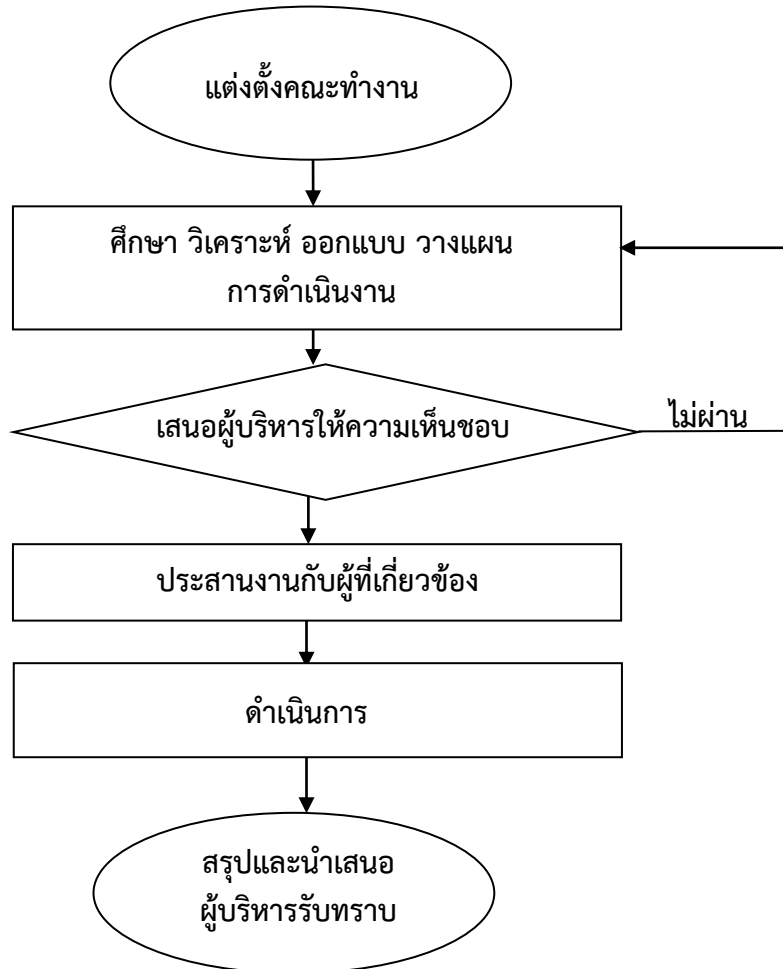 แต่งตั้งคณะทำงาน
ศึกษา วิเคราะห์ ออกแบบ วางแผน
การดำเนินงาน
เสนอผู้บริหารให้ความเห็นชอบ
ไม่ผ่าน
ประสานงานกับผู้ที่เกี่ยวข้อง
ดำเนินการ
สรุปและนำเสนอ
ผู้บริหารรับทราบ